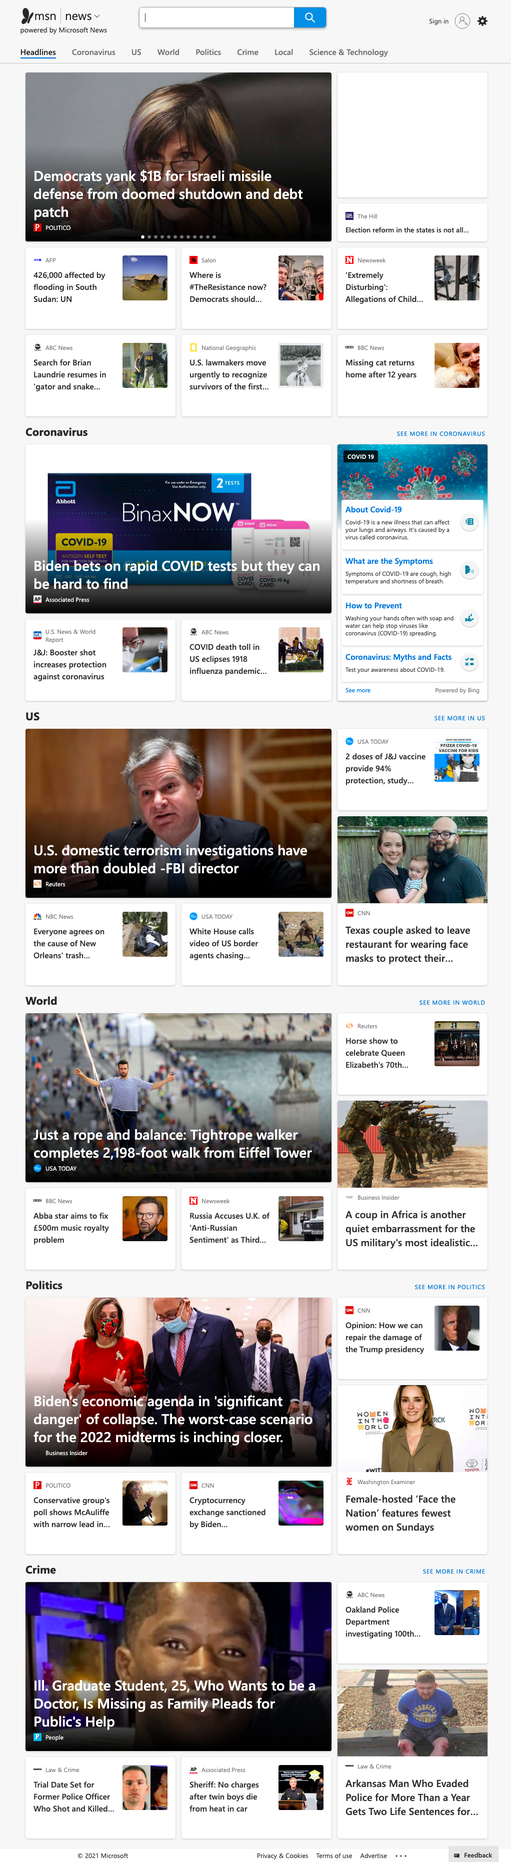 msn news
powered by Microsoft News
Sign in
Headlines Coronavirus US World Politics Crime Local Science & Technology
Democrats yank $1B for Israeli missile
defense from doomed shutdown and debt
patch
POLITICO
The Hill
Election reform in the states is not all...
AFP
426,000 affected by
flooding in South
Sudan: UN
Salon
Where is
#TheResistance now?
Democrats should...
Newsweek
'Extremely
Disturbing':
Allegations of Child...
ABC News
Search for Brian
Laundrie resumes in
'gator and snake...
National Geographic
U.S. lawmakers move
urgently to recognize
survivors of the first...
BBC News
Missing cat returns
home after 12 years
Coronavirus
SEE MORE IN CORONAVIRUS
Abbott
2 TESTS
BinaxNOW
COVID-19
ANTIGEN SELF TEST
Biden bets on rapid COVID tests but they can
be hard to find
Associated Press
COVID 19
About Covid-19
Covid-19 is a new illness that can affect
your lungs and airways. It's caused by a
virus called coronavirus.
What are the Symptoms
Symptoms of COVID-19 are cough, high
temperature and shortness of breath.
How to Prevent
Washing your hands often with soap and
water can help stop viruses like
coronavirus (COVID-19) spreading.
Coronavirus: Myths and Facts
Test your awareness about COVID-19.
See more Powered by Bing
U.S. News & World
Report
J&J: Booster shot
increases protection
against coronavirus
ABC News
COVID death toll in
US eclipses 1918
influenza pandemic...
US
SEE MORE IN US
U.S. domestic terrorism investigations have
more than doubled -FBI director
Reuters
USA TODAY
2 doses of J&J vaccine
provide 94%
protection, study...
PFIZER COVID-19
VACCINE FOR KIDS
CNN
Texas couple asked to leave
restaurant for wearing face
masks to protect their...
NBC News
Everyone agrees on
the cause of New
Orleans' trash...
USA TODAY
White House calls
video of US border
agents chasing...
World
SEE MORE IN WORLD
Just a rope and balance: Tightrope walker
completes 2,198-foot walk from Eiffel Tower
USA TODAY
Reuters
Horse show to
celebrate Queen
Elizabeth's 70th...
Business Insider
A coup in Africa is another
quiet embarrassment for the
US military's most idealistic...
BBC News
Abba star aims to fix
£500m music royalty
problem
Newsweek
Russia Accuses U.K. of
'Anti-Russian
Sentiment' as Third...
Politics
SEE MORE IN POLITICS
Biden's economic agenda in 'significant
danger' of collapse. The worst-case scenario
for the 2022 midterms is inching closer.
Business Insider
CNN
Opinion: How we can
repair the damage of
the Trump presidency
WOMEN
IN THE
WORLD
TOYOTA
Washington Examiner
Female-hosted 'Face the
Nation' features fewest
women on Sundays
POLITICO
Conservative group's
poll shows McAuliffe
with narrow lead in...
CNN
Cryptocurrency
exchange sanctioned
by Biden...
Crime
SEE MORE IN CRIME
Ill. Graduate Student, 25, Who Wants to be a
Doctor, Is Missing as Family Pleads for
Public's Help
People
ABC News
Oakland Police
Department
investigating 100th...
Law & Crime
Arkansas Man Who Evaded
Police for More Than a Year
Gets Two Life Sentences for...
Law & Crime
Trial Date Set for
Former Police Officer
Who Shot and Killed...
Associated Press
Sheriff: No charges
after twin boys die
from heat in car
© 2021 Microsoft Privacy & Cookies Terms of use Advertise ... Feedback